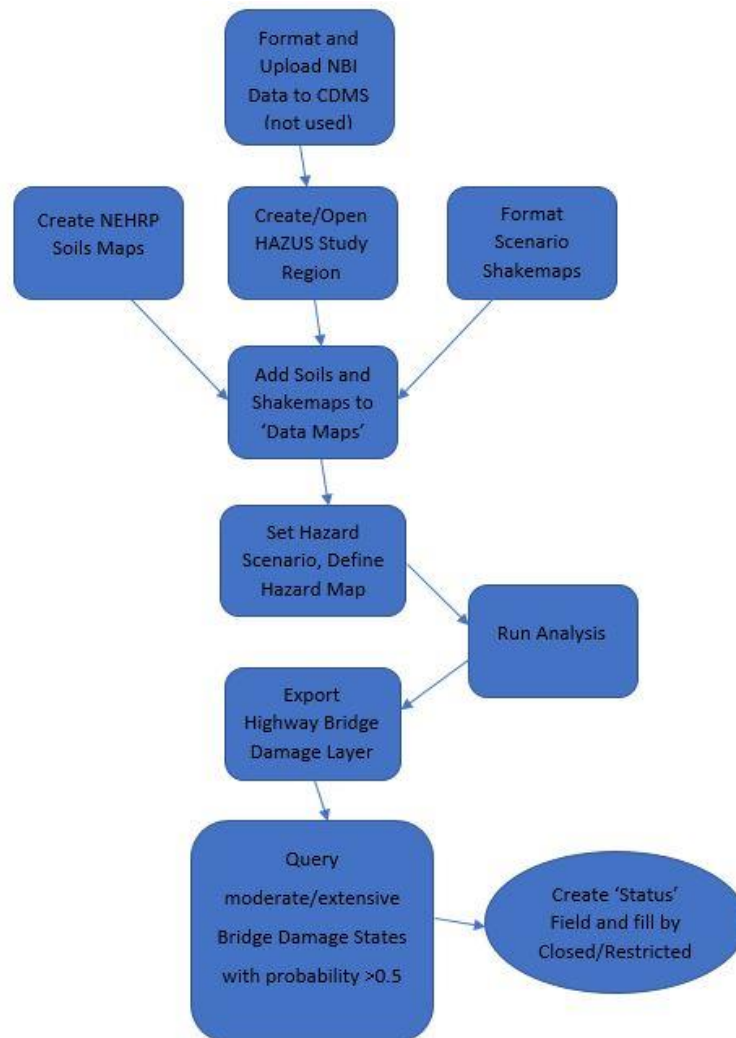 Format and
Upload NBI
Data to CDMS
(not used)
Create NEHRP
Soils Maps
Create/Open
HAZUS Study
Region
Format
Scenario
Shakemaps
Add Soils and
Shakemaps to
‘Data Maps’
Set Hazard
Scenario, Define
Hazard Map
Run Analysis
Export
Highway Bridge
Damage Layer
Query
moderate/extensive
Bridge Damage States
with probability >0.5
Create ‘Status’
Field and fill by
Closed/Restricted